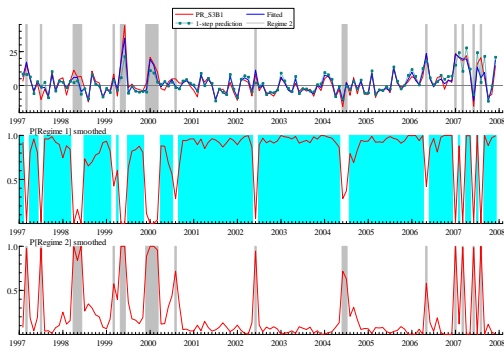 PR_S3B1 Fitted
1-step prediction Regime 2
25
0
1997 1998 1999 2000 2001 2002 2003 2004 2005 2006 2007 2008
P[Regime 1] smoothed
1.0
0.5
1997 1998 1999 2000 2001 2002 2003 2004 2005 2006 2007 2008
P[Regime 2] smoothed
1.0
0.5
1997 1998 1999 2000 2001 2002 2003 2004 2005 2006 2007 2008